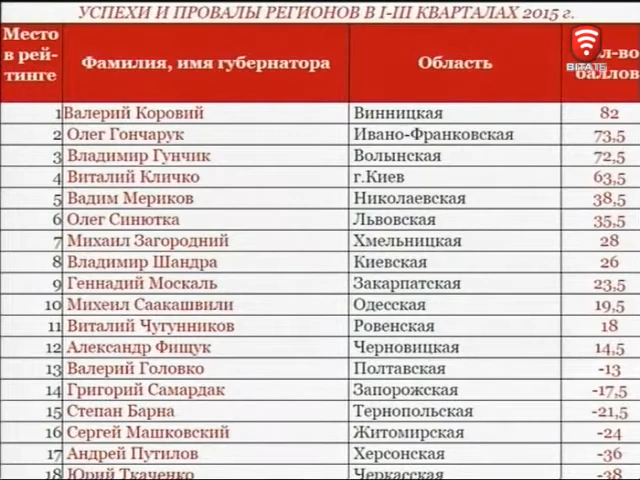 УСПЕХИ И ПРОВАЛЫ РЕГИОНОВ В I-III КВАРТАЛАХ 2015 г.
Место в рей-тинге Фамилия, имя губернатора Область л-во баллов
ВІТА ТБ
1 Валерий Коровий Винницкая 82
2 Олег Гончарук Ивано-Франковская 73,5
3 Владимир Гунчик Волынская 72,5
4 Виталий Кличко г.Киев 63,5
5 Вадим Мериков Николаевская 38,5
6 Олег Синютка Львовская 35,5
7 Михаил Загородний Хмельницкая 28
8 Владимир Шандра Киевская 26
9 Геннадий Москаль Закарпатская 23,5
10 Михеил Саакашвили Одесская 19,5
11 Виталий Чугунников Ровенская 18
12 Александр Фищук Черновицкая 14,5
13 Валерий Головко Полтавская -13
14 Григорий Самардак Запорожская -17,5
15 Степан Барна Тернопольская -21,5
16 Сергей Машковский Житомирская -24
17 Андрей Путилов Херсонская -36
18 Юрий Ткаченко Черкасская -38